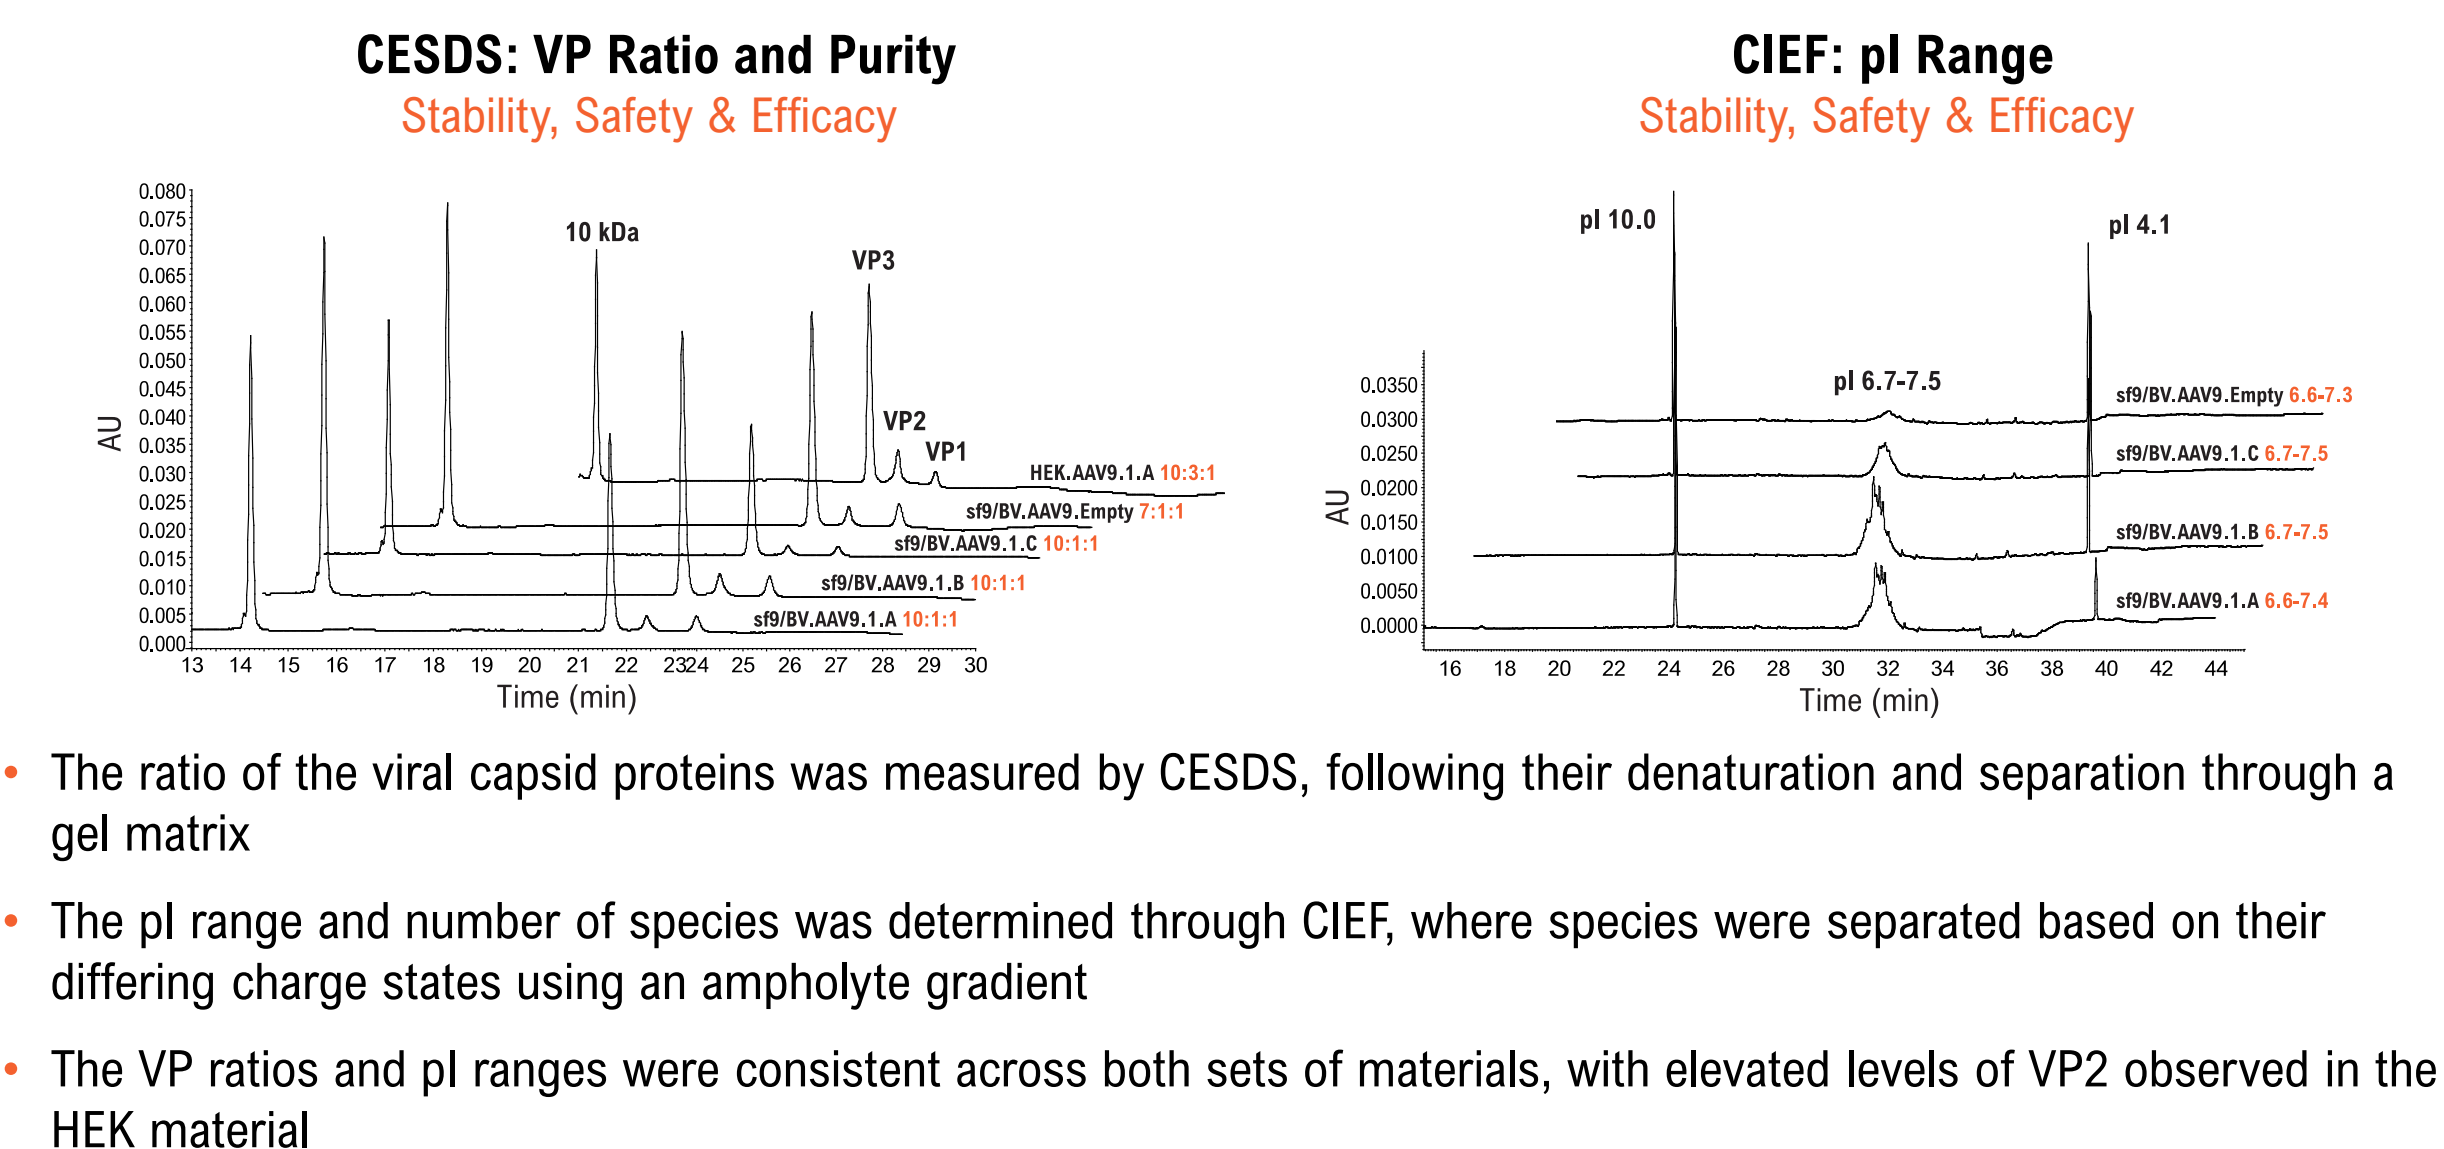 CESDS: VP Ratio and Purity
Stability, Safety & Efficacy
0.080
0.075
0.070
0.065
0.060
0.055
0.050
0.045
0.040
0.035
0.030
0.025
0.020
0.015
0.010
0.005
0.000
AU
10 kDa
VP3
VP2
VP1
HEK.AAV9.1.A 10:3:1
sf9/BV.AAV9.Empty 7:1:1
sf9/BV.AAV9.1.C 10:1:1
sf9/BV.AAV9.1.B 10:1:1
sf9/BV.AAV9.1.A 10:1:1
13 14 15 16 17 18 19 20 21 22 2324 25 26 27 28 29 30
Time (min)
CIEF: pI Range
Stability, Safety & Efficacy
pI 10.0
pI 4.1
pI 6.7-7.5
0.0350
0.0300
0.0250
0.0200
0.0150
0.0100
0.0050
0.0000
AU
sf9/BV.AAV9.Empty 6.6-7.3
sf9/BV.AAV9.1.C 6.7-7.5
sf9/BV.AAV9.1.B 6.7-7.5
sf9/BV.AAV9.1.A 6.6-7.4
16 18 20 22 24 26 28 30 32 34 36 38 40 42 44
Time (min)
• The ratio of the viral capsid proteins was measured by CESDS, following their denaturation and separation through a
gel matrix
• The pI range and number of species was determined through CIEF, where species were separated based on their
differing charge states using an ampholyte gradient
• The VP ratios and pI ranges were consistent across both sets of materials, with elevated levels of VP2 observed in the
HEK material